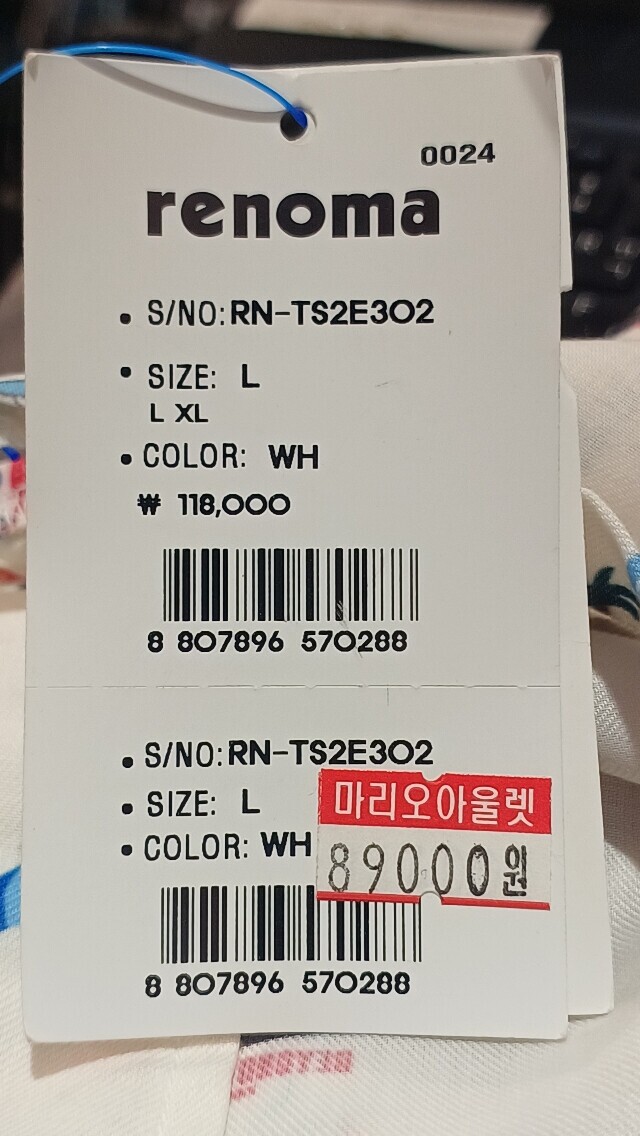 0024
renoma
• S/NO: RN-TS2E302
• SIZE: L
L XL
• COLOR: WH
₩ 118,000
8 807896 570288
• S/NO: RN-TS2E302
• SIZE: L
마리오아울렛
• COLOR: WH
89000원
8 807896 570288